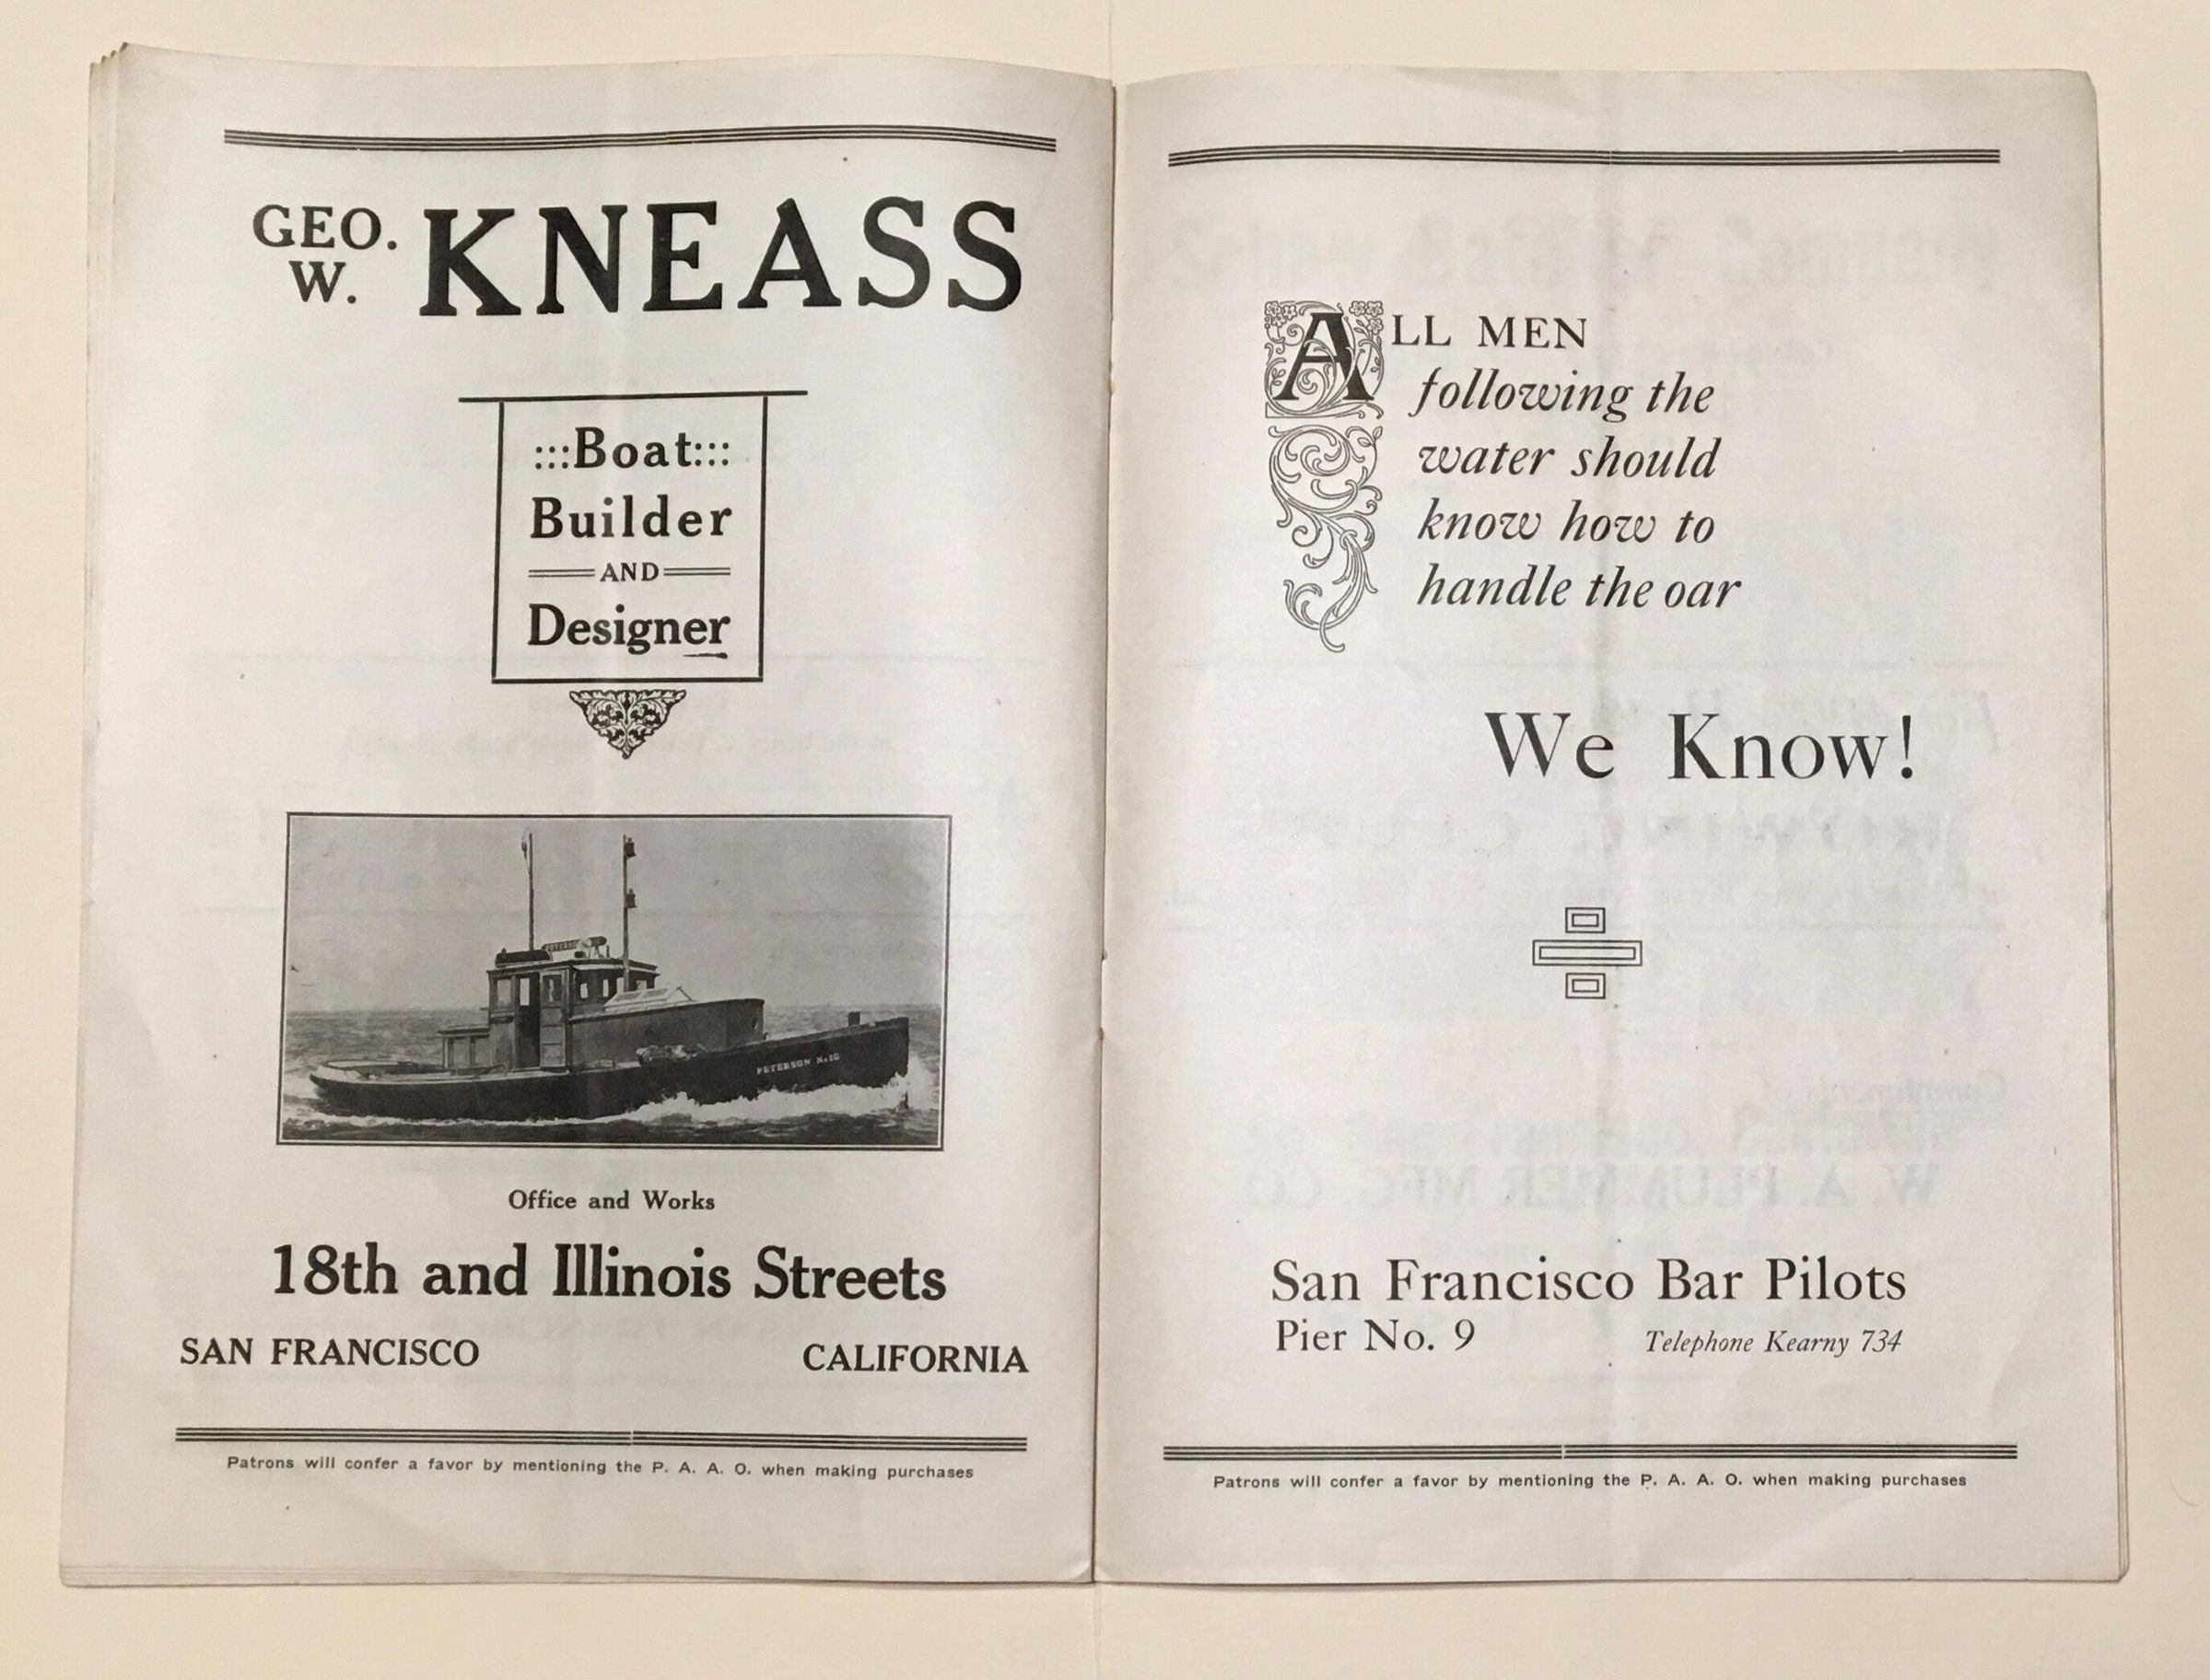 GEO. W. KNEASS
:::Boat:::
Builder
AND
Designer
PETERSON No. 16
Office and Works
18th and Illinois Streets
SAN FRANCISCO CALIFORNIA
Patrons will confer a favor by mentioning the P. A. A. O. when making purchases
ALL MEN
following the
water should
know how to
handle the oar
We Know!
San Francisco Bar Pilots
Pier No. 9 Telephone Kearny 734
Patrons will confer a favor by mentioning the P. A. A. O. when making purchases